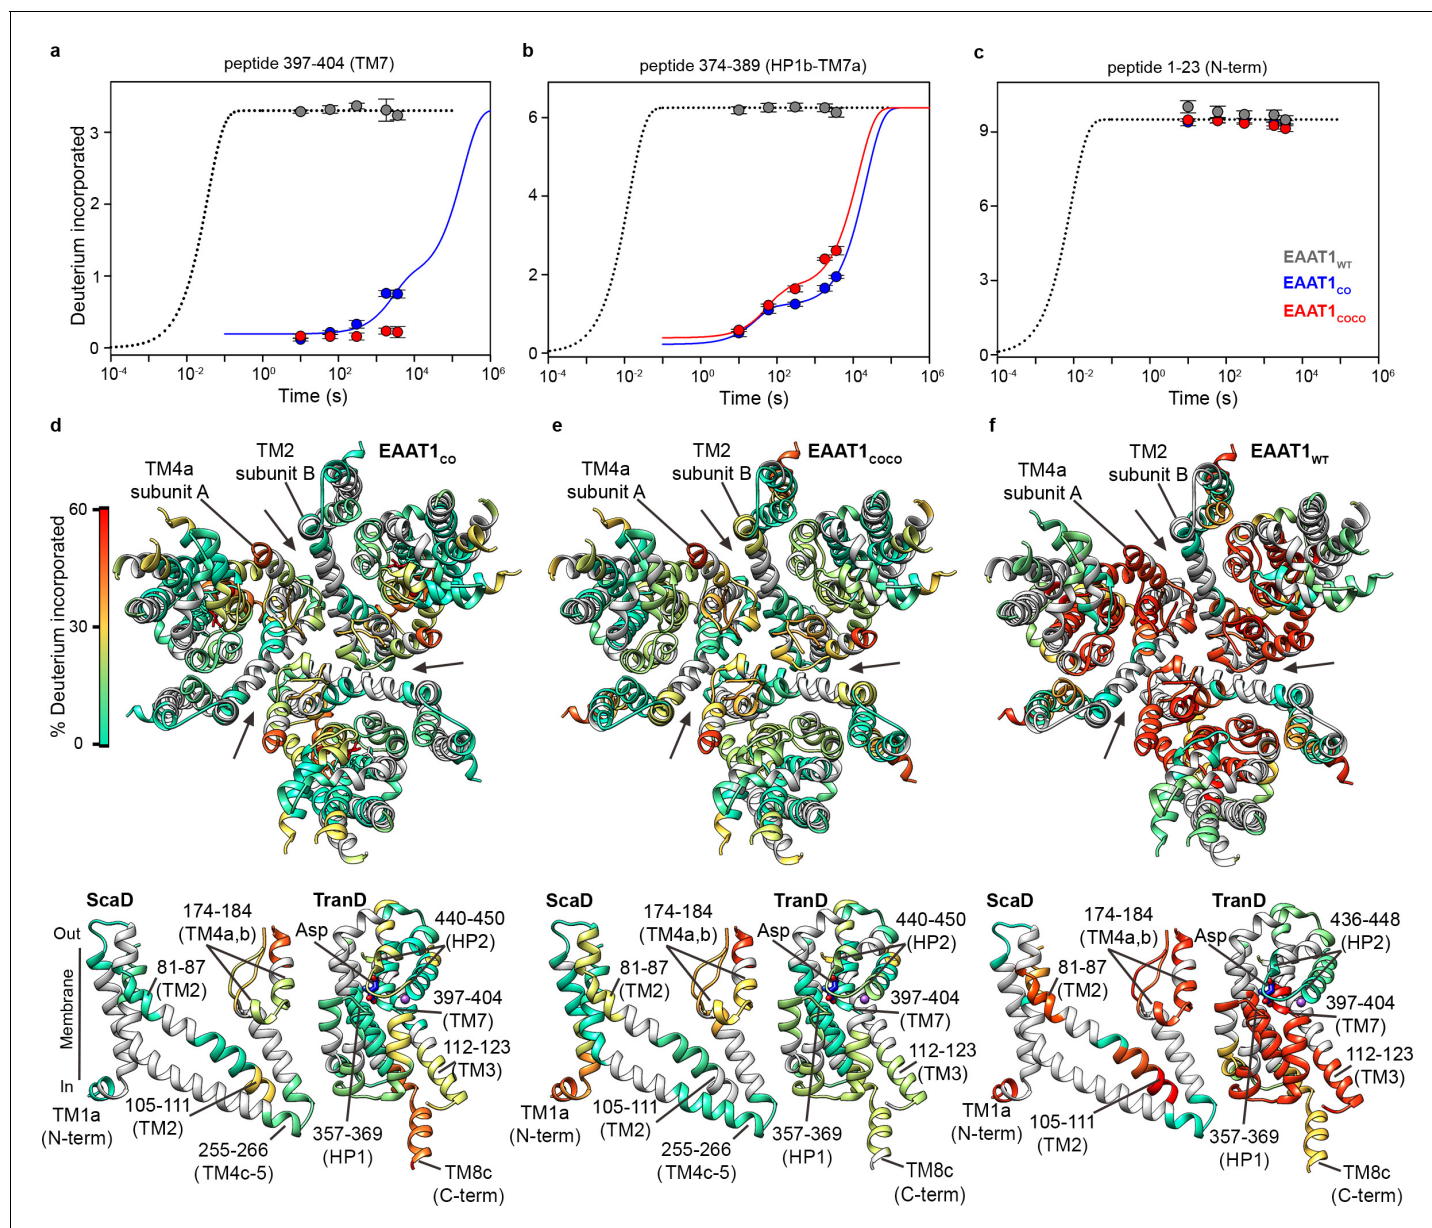 a
peptide 397-404 (TM7)
Deuterium incorporated
3
2
1
0
10-4
10-2
100
102
104
106
Time (s)
b
peptide 374-389 (HP1b-TM7a)
6
4
2
0
10-4
10-2
100
102
104
106
Time (s)
c
peptide 1-23 (N-term)
9
6
3
0
EAAT1WT
EAAT1CO
EAAT1COCO
10-4
10-2
100
102
104
106
Time (s)
d
EAAT1CO
TM2
subunit B
TM4a
subunit A
% Deuterium incorporated
60
30
0
e
EAAT1COCO
TM2
subunit B
TM4a
subunit A
f
EAAT1WT
TM2
subunit B
TM4a
subunit A
ScaD
TranD
Out
Membrane
In
174-184
(TM4a,b)
81-87
(TM2)
Asp
440-450
(HP2)
397-404
(TM7)
112-123
(TM3)
TM1a
(N-term)
105-111
(TM2)
255-266
(TM4c-5)
357-369
(HP1)
TM8c
(C-term)
ScaD
TranD
174-184
(TM4a,b)
81-87
(TM2)
Asp
440-450
(HP2)
397-404
(TM7)
112-123
(TM3)
TM1a
(N-term)
105-111
(TM2)
255-266
(TM4c-5)
357-369
(HP1)
TM8c
(C-term)
ScaD
TranD
174-184
(TM4a,b)
81-87
(TM2)
Asp
436-448
(HP2)
397-404
(TM7)
112-123
(TM3)
TM1a
(N-term)
105-111
(TM2)
357-369
(HP1)
TM8c
(C-term)